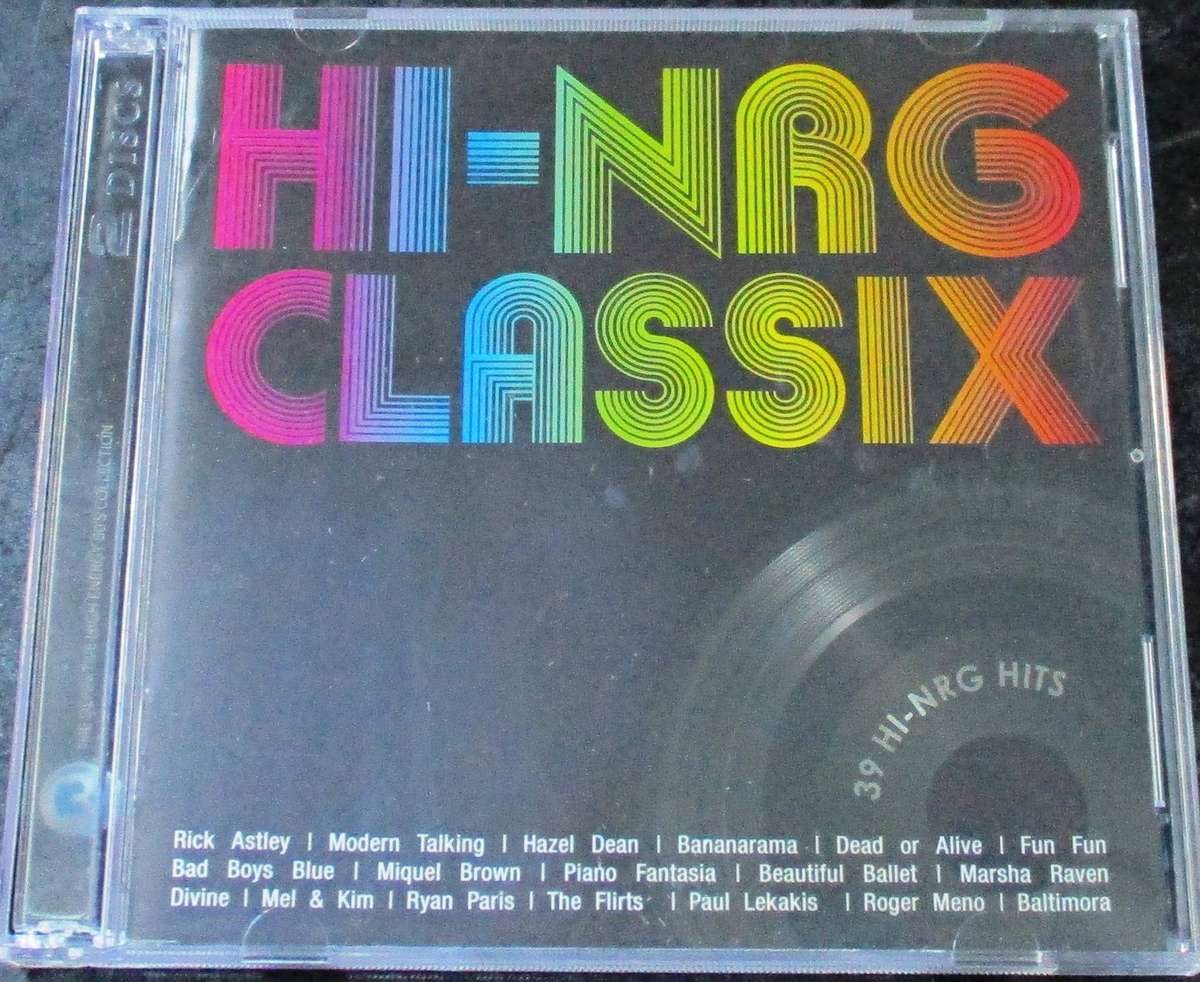 HI-NRG
CLASSIX
2 DISCS
39 HI-NRG HITS
Rick Astley | Modern Talking | Hazel Dean | Bananarama | Dead or Alive | Fun Fun
Bad Boys Blue | Miquel Brown | Piano Fantasia | Beautiful Ballet | Marsha Raven
Divine | Mel & Kim | Ryan Paris | The Flirts | Paul Lekakis | Roger Meno | Baltimora